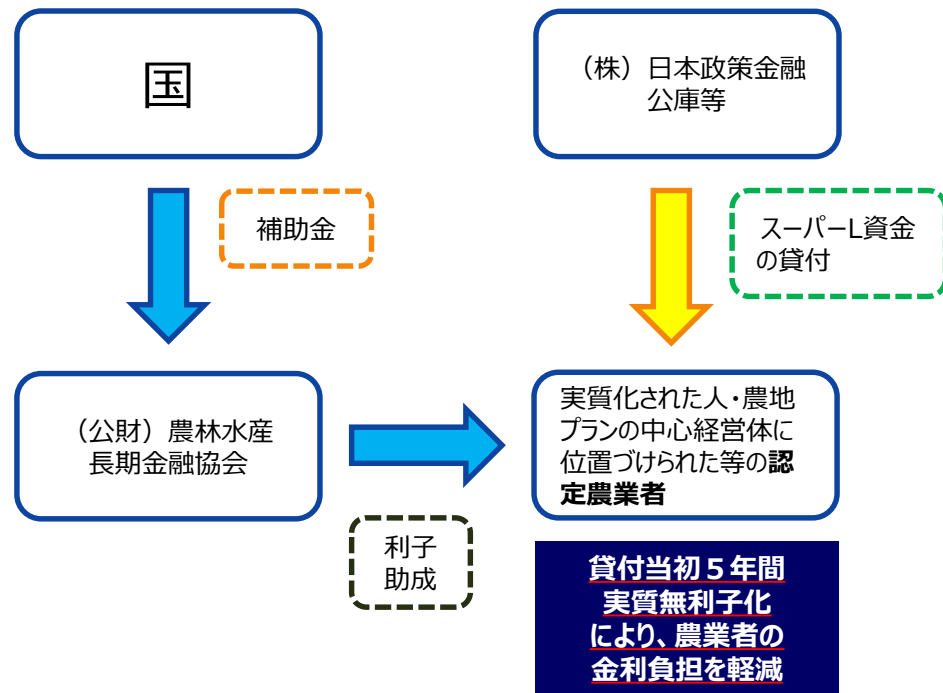 国
（株）日本政策金融
公庫等
補助金
スーパーL資金
の貸付
（公財）農林水産
長期金融協会
実質化された人・農地
プランの中心経営体に
位置づけられた等の認
定農業者
利子
助成
貸付当初５年間
実質無利子化
により、農業者の
金利負担を軽減